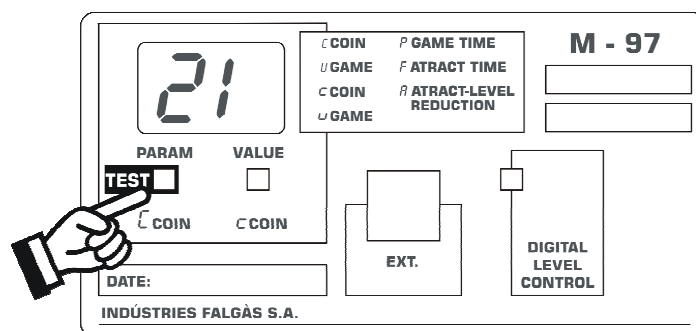 21
C COIN P GAME TIME
U GAME F ATRACT TIME
c COIN A ATRACT-LEVEL
REDUCTION
u GAME
M - 97
PARAM VALUE
TEST
C COIN c COIN
EXT.
DIGITAL
LEVEL
CONTROL
DATE:
INDÚSTRIES FALGÀS S.A.